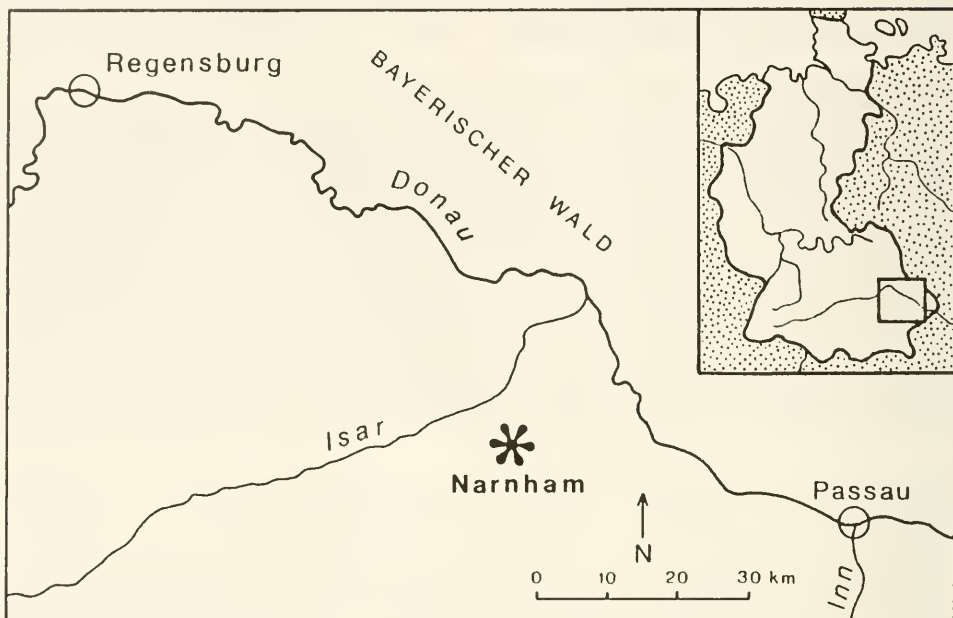 Regensburg
BAYERISCHER WALD
Donau
Isar
Narnham
Passau
N
Inn
0 10 20 30 km